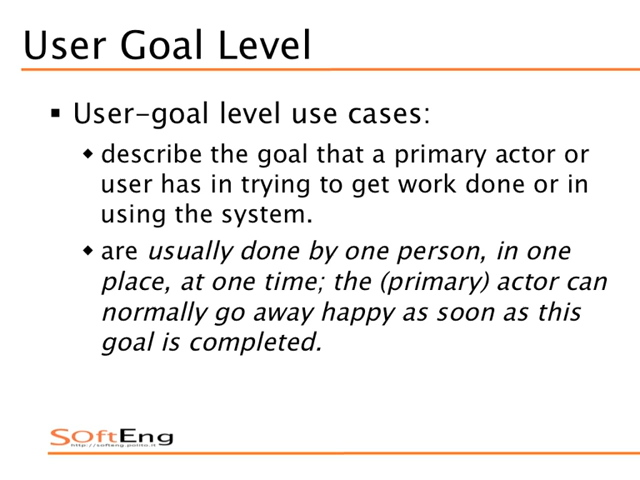 User Goal Level
▪ User-goal level use cases:
◆ describe the goal that a primary actor or
user has in trying to get work done or in
using the system.
◆ are usually done by one person, in one
place, at one time; the (primary) actor can
normally go away happy as soon as this
goal is completed.
SOftEng
http://softeng.polito.it